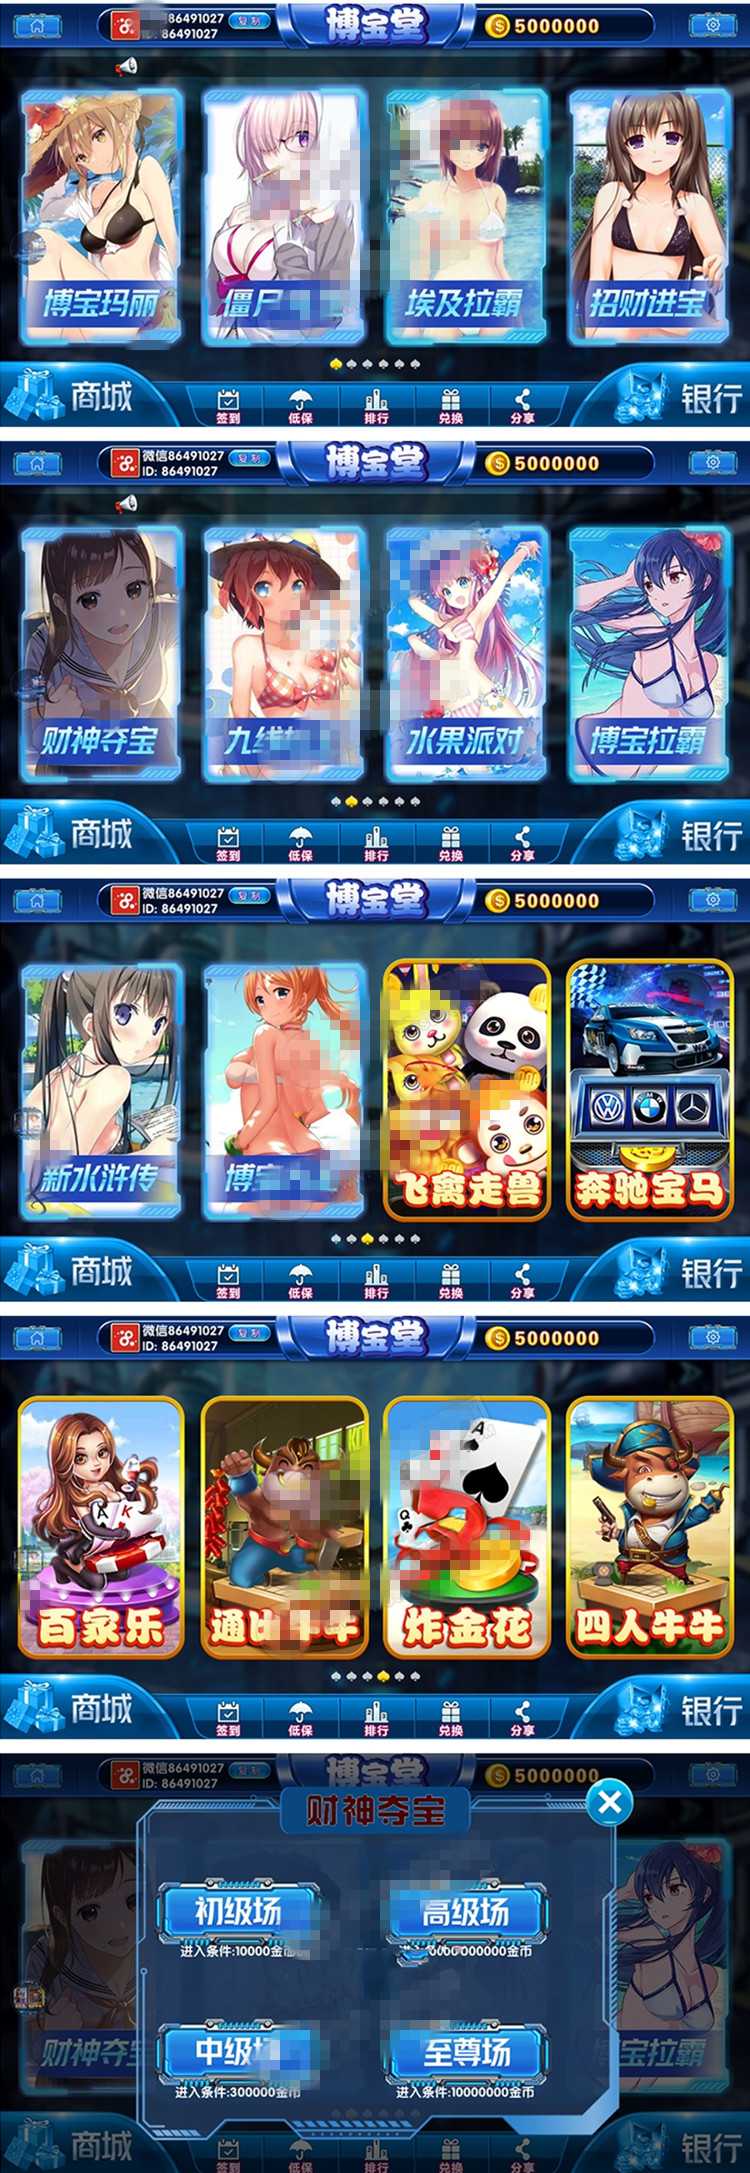 86491027
复制
博宝堂
5000000
86491027
博宝玛丽
僵尸
埃及拉霸
招财进宝
商城
签到
低保
排行
兑换
分享
银行
微信86491027
复制
博宝堂
5000000
ID: 86491027
财神夺宝
九线
水果派对
博宝拉霸
商城
签到
低保
排行
兑换
分享
银行
微信86491027
复制
博宝堂
5000000
ID: 86491027
新水浒传
博宝
飞禽走兽
奔驰宝马
商城
签到
低保
排行
兑换
分享
银行
微信86491027
复制
博宝堂
5000000
ID: 86491027
A
K
A
Q
百家乐
通比牛牛
炸金花
四人牛牛
商城
签到
低保
排行
兑换
分享
银行
微信86491027
复制
博宝堂
5000000
ID: 86491027
财神夺宝
初级场
高级场
进入条件:10000金币
000000000金币
中级场
至尊场
进入条件:300000金币
进入条件:10000000金币
财神夺宝
宝拉霸
商城
签到
低保
排行
兑换
分享
银行